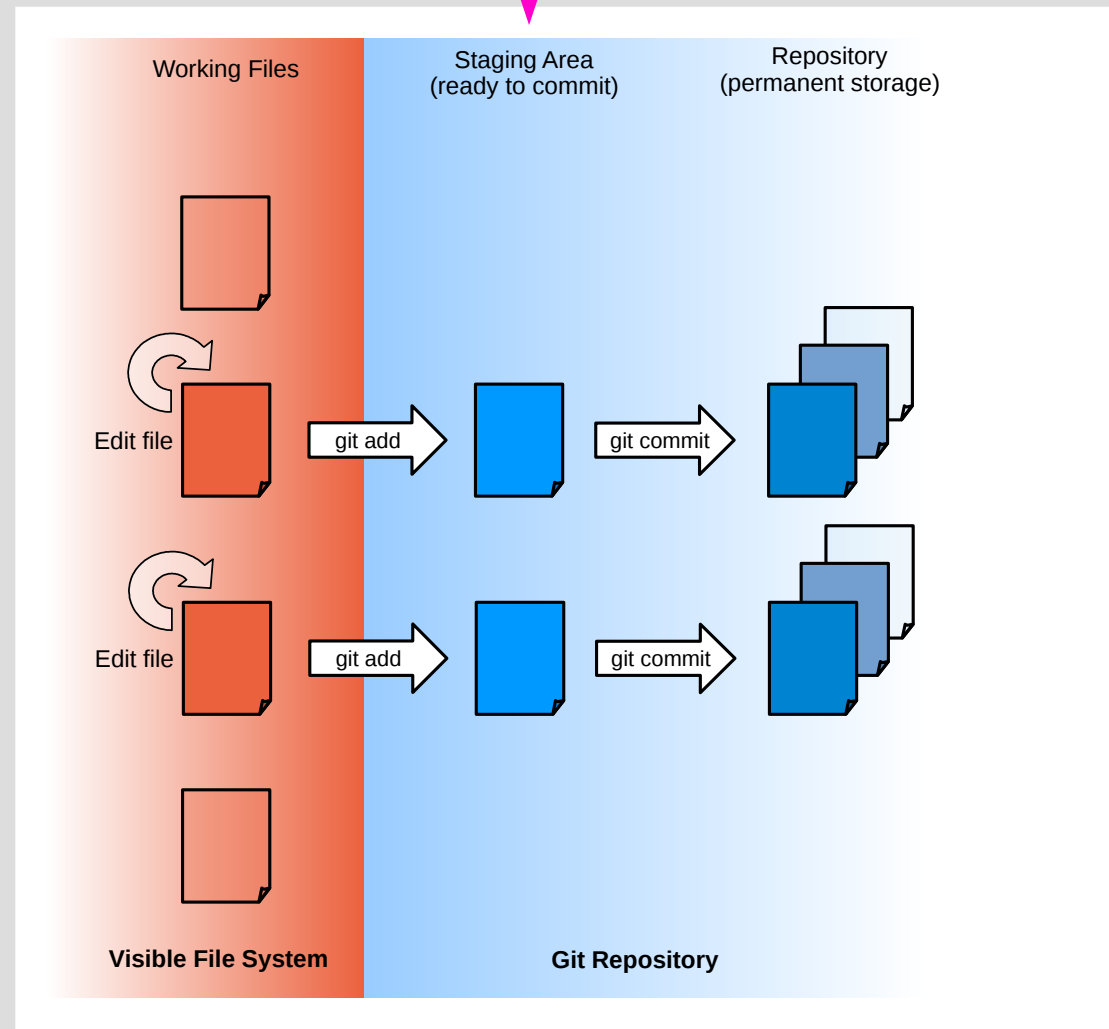 Working Files
Staging Area
(ready to commit)
Repository
(permanent storage)
Edit file
git add
git commit
Edit file
git add
git commit
Visible File System
Git Repository